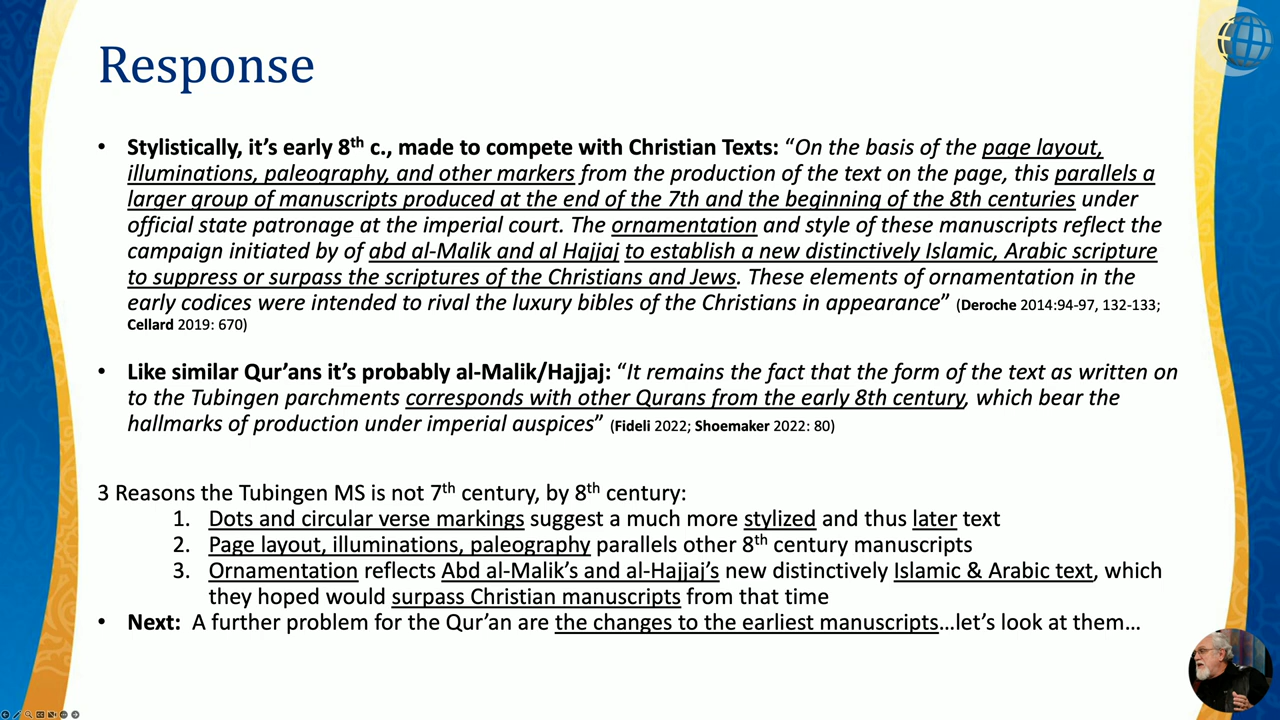 Response
• Stylistically, it's early 8th c., made to compete with Christian Texts: “On the basis of the page layout,
illuminations, paleography, and other markers from the production of the text on the page, this parallels a
larger group of manuscripts produced at the end of the 7th and the beginning of the 8th centuries under
official state patronage at the imperial court. The ornamentation and style of these manuscripts reflect the
campaign initiated by of abd al-Malik and al Hajjaj to establish a new distinctively Islamic, Arabic scripture
to suppress or surpass the scriptures of the Christians and Jews. These elements of ornamentation in the
early codices were intended to rival the luxury bibles of the Christians in appearance” (Deroche 2014:94-97, 132-133;
Cellard 2019: 670)
• Like similar Qur'ans it's probably al-Malik/Hajjaj: “It remains the fact that the form of the text as written on
to the Tubingen parchments corresponds with other Qurans from the early 8th century, which bear the
hallmarks of production under imperial auspices” (Fideli 2022; Shoemaker 2022: 80)
3 Reasons the Tubingen MS is not 7th century, by 8th century:
1. Dots and circular verse markings suggest a much more stylized and thus later text
2. Page layout, illuminations, paleography parallels other 8th century manuscripts
3. Ornamentation reflects Abd al-Malik's and al-Hajjaj's new distinctively Islamic & Arabic text, which
they hoped would surpass Christian manuscripts from that time
• Next: A further problem for the Qur'an are the changes to the earliest manuscripts…let's look at them…